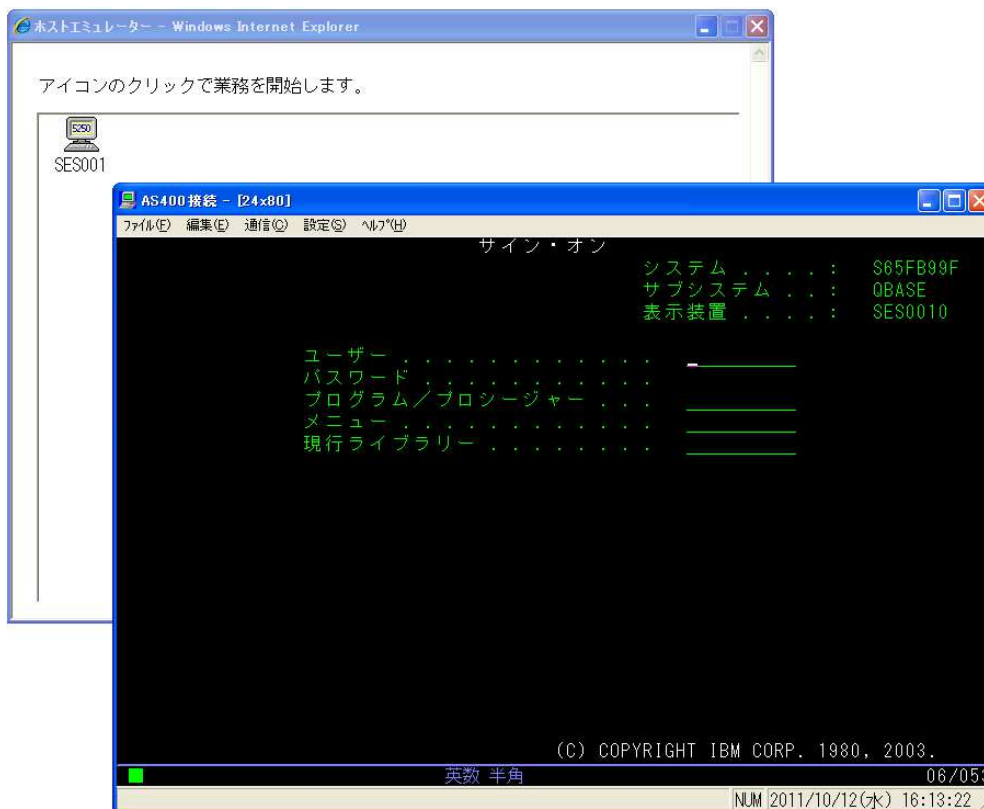 ホストエミュレーター - Windows Internet Explorer
アイコンのクリックで業務を開始します。
5250
SES001
AS400接続 - [24x80]
ファイル(F) 編集(E) 通信(C) 設定(S) ヘルプ(H)
サイン・オン
システム . . . . : S65FB99F
サブシステム . . : QBASE
表示装置 . . . . : SES0010
ユーザー . . . . . . . . . . . .
パスワード . . . . . . . . . . .
プログラム/プロシージャー . . .
メニュー . . . . . . . . . . . .
現行ライブラリー . . . . . . . .
(C) COPYRIGHT IBM CORP. 1980, 2003.
英数 半角 06/053
NUM 2011/10/12(水) 16:13:22